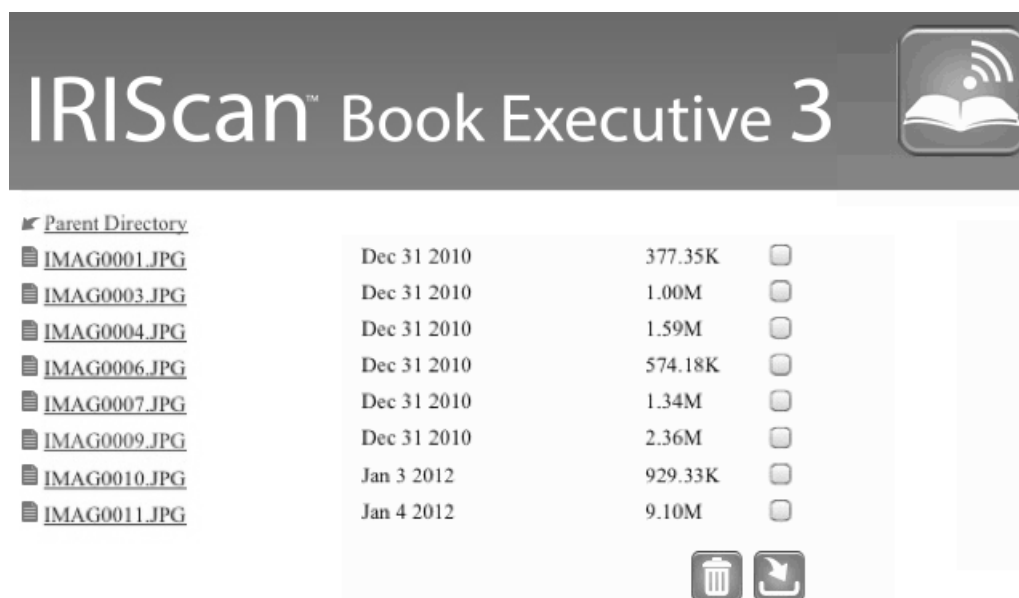 IRIScan™ Book Executive 3
Parent Directory
IMAG0001.JPG Dec 31 2010 377.35K
IMAG0003.JPG Dec 31 2010 1.00M
IMAG0004.JPG Dec 31 2010 1.59M
IMAG0006.JPG Dec 31 2010 574.18K
IMAG0007.JPG Dec 31 2010 1.34M
IMAG0009.JPG Dec 31 2010 2.36M
IMAG0010.JPG Jan 3 2012 929.33K
IMAG0011.JPG Jan 4 2012 9.10M